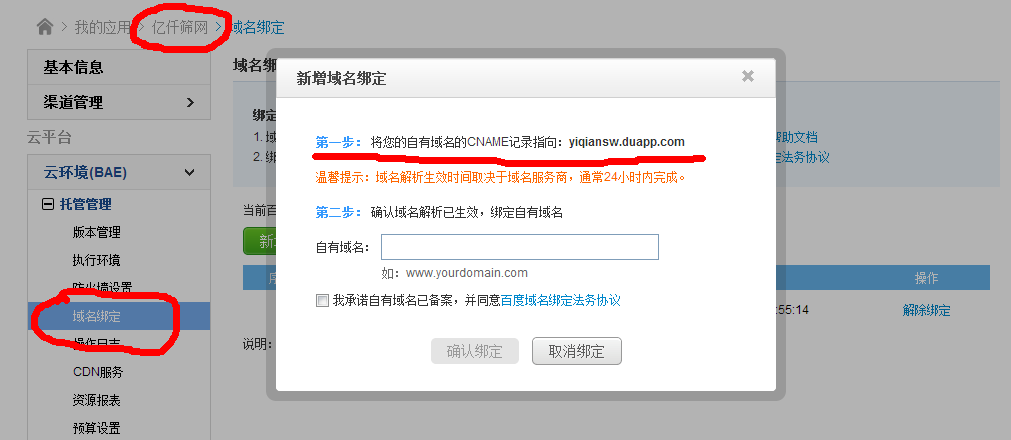 我的应用 > 亿仟筛网 > 域名绑定
基本信息
渠道管理
云平台
云环境(BAE)
托管管理
版本管理
执行环境
防火墙设置
域名绑定
操作日志
CDN服务
资源报表
预算设置
域名绑
绑定
1. 域
2. 绑
帮助文档
定法务协议
当前百
新增域名绑定
第一步： 将您的自有域名的CNAME记录指向：yiqiansw.duapp.com
温馨提示：域名解析生效时间取决于域名服务商，通常24小时内完成。
第二步： 确认域名解析已生效，绑定自有域名
自有域名：
如：www.yourdomain.com
我承诺自有域名已备案，并同意百度域名绑定法务协议
确认绑定
取消绑定
操作
:55:14
解除绑定
说明：